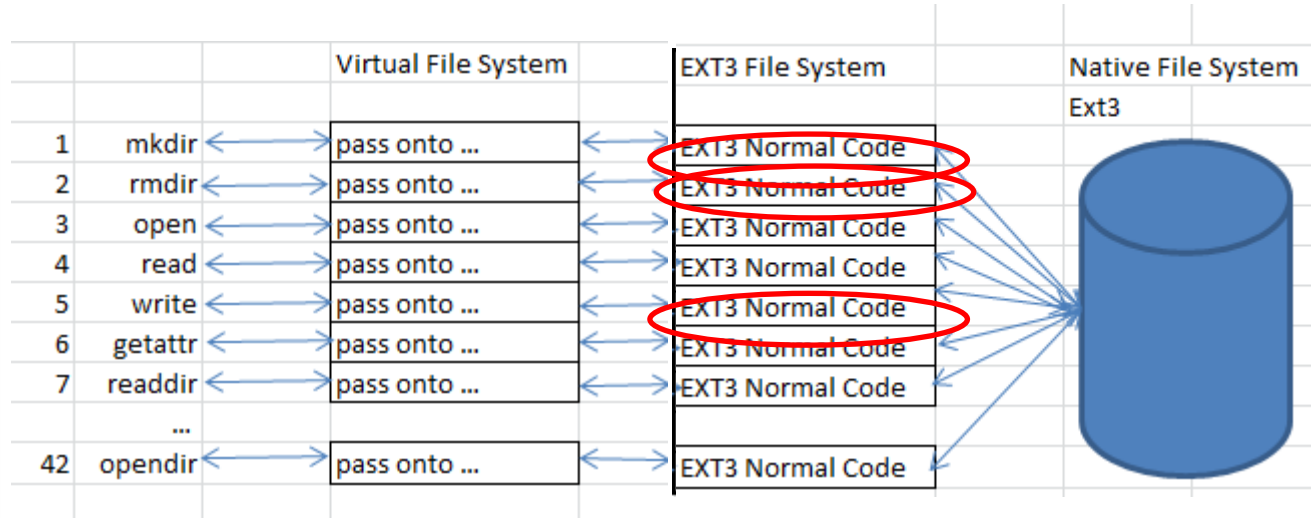 Virtual File System EXT3 File System Native File System
Ext3
1 mkdir pass onto ... EXT3 Normal Code
2 rmdir pass onto ... EXT3 Normal Code
3 open pass onto ... EXT3 Normal Code
4 read pass onto ... EXT3 Normal Code
5 write pass onto ... EXT3 Normal Code
6 getattr pass onto ... EXT3 Normal Code
7 readdir pass onto ... EXT3 Normal Code
...
42 opendir pass onto ... EXT3 Normal Code